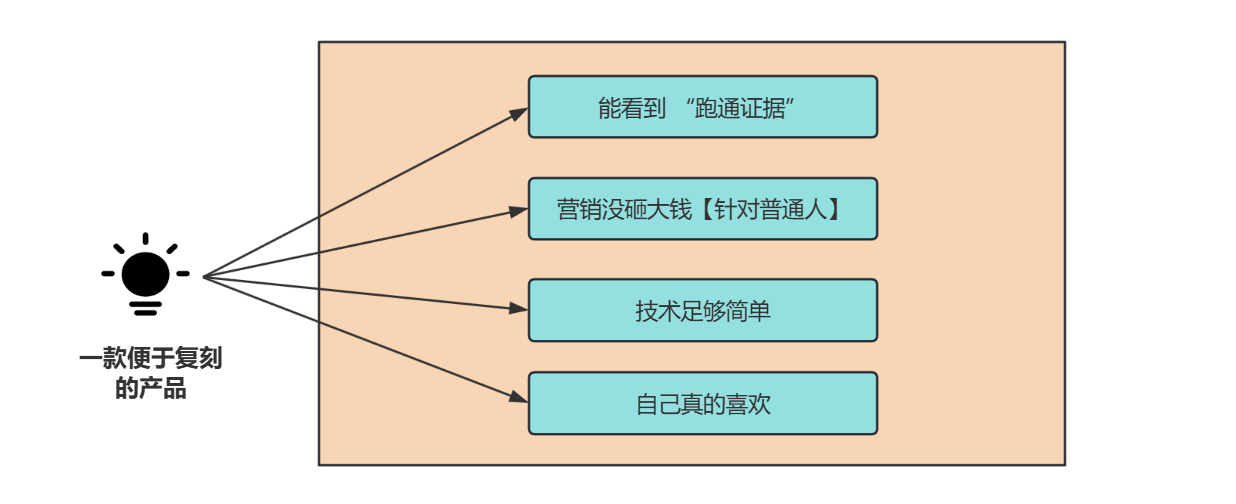 能看到 “跑通证据”
营销没砸大钱【针对普通人】
技术足够简单
自己真的喜欢
一款便于复刻
的产品